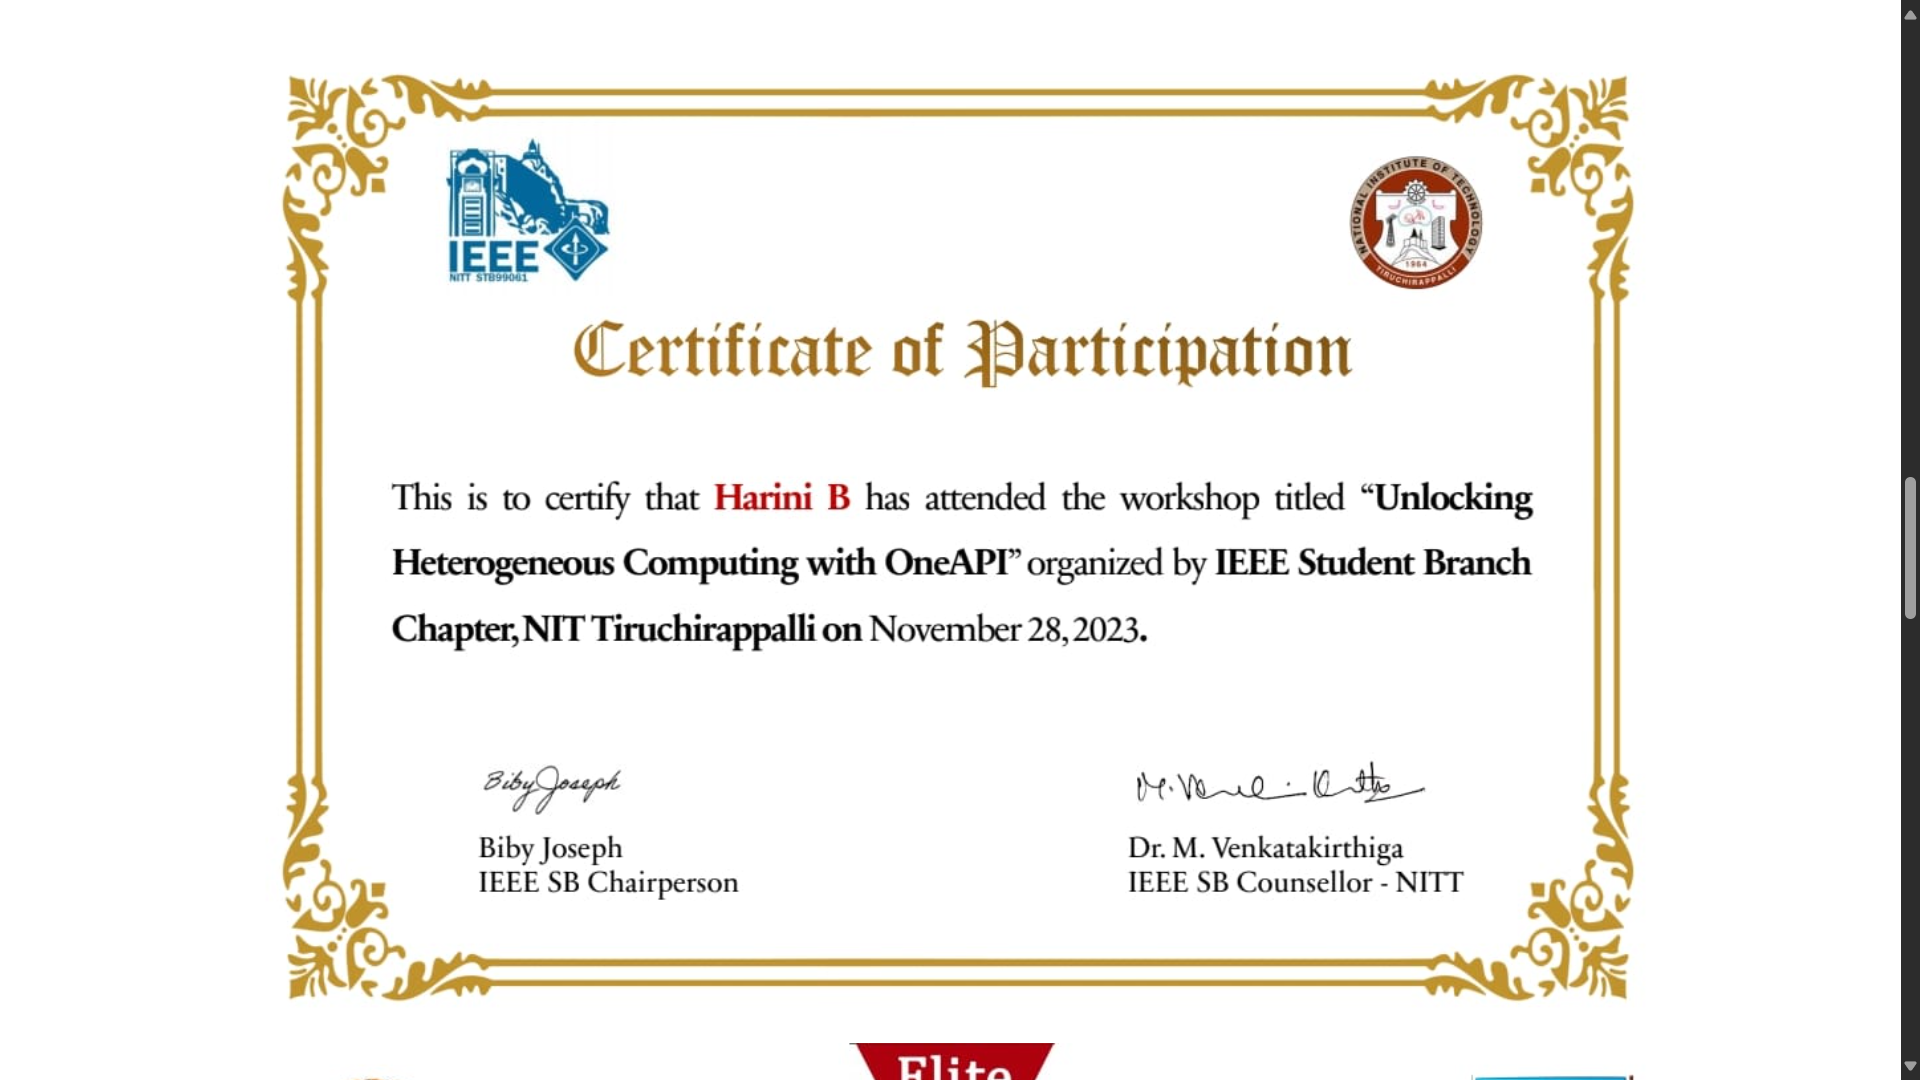 IEEE
NITT STB99061
NATIONAL INSTITUTE OF TECHNOLOGY
1964
TIRUCHIRAPPALLI
Certificate of Participation
This is to certify that Harini B has attended the workshop titled “Unlocking
Heterogeneous Computing with OneAPI” organized by IEEE Student Branch
Chapter, NIT Tiruchirappalli on November 28, 2023.
Biby Joseph
Biby Joseph
IEEE SB Chairperson
Dr. M. Venkatakirthiga
IEEE SB Counsellor - NITT
Elite